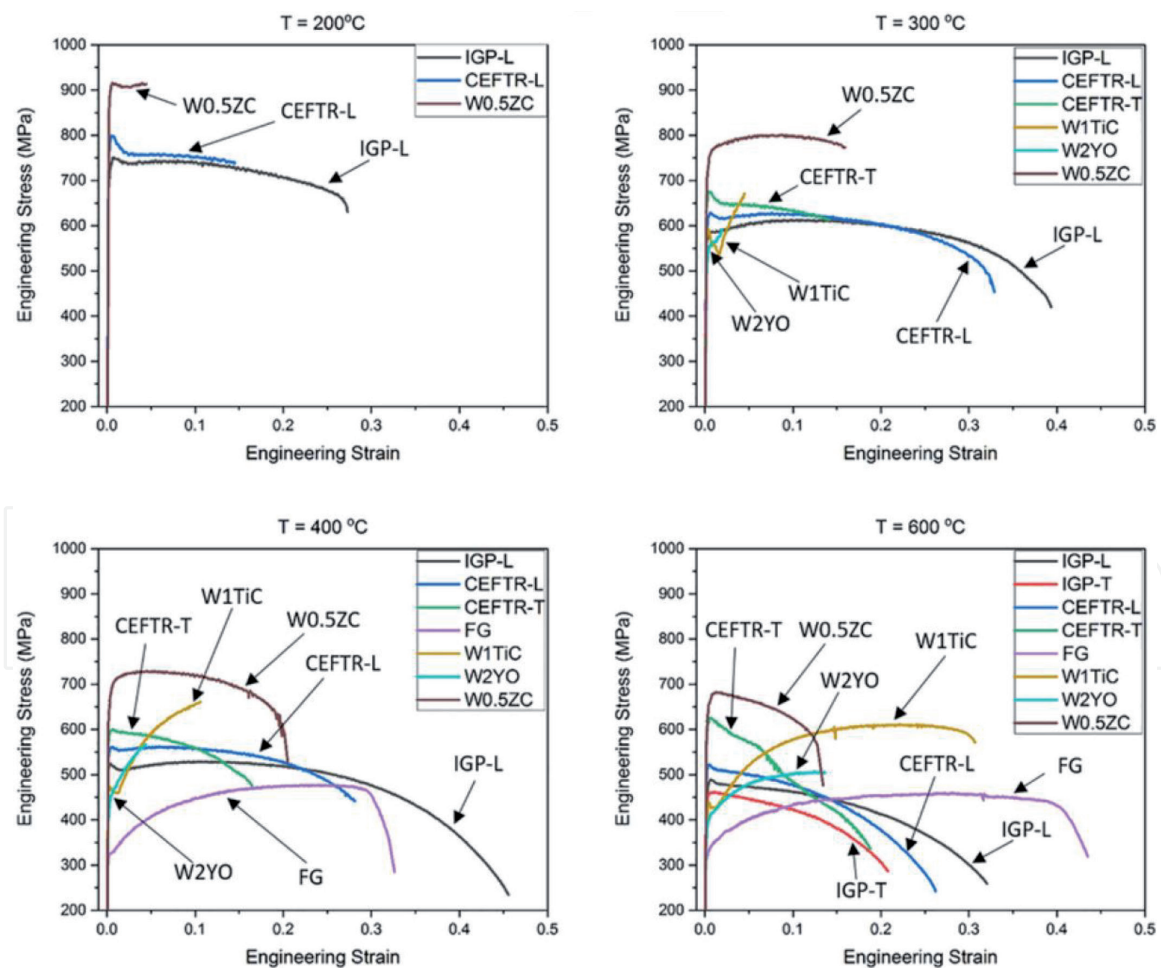 T = 200°C
1000
900
800
700
600
500
400
300
200
Engineering Stress (MPa)
0.0
0.1
0.2
0.3
0.4
0.5
Engineering Strain
IGP-L
CEFTR-L
W0.5ZC
W0.5ZC
CEFTR-L
IGP-L
T = 300 °C
1000
900
800
700
600
500
400
300
200
Engineering Stress (MPa)
0.0
0.1
0.2
0.3
0.4
0.5
Engineering Strain
IGP-L
CEFTR-L
CEFTR-T
W1TiC
W2YO
W0.5ZC
W0.5ZC
CEFTR-T
IGP-L
W1TiC
W2YO
CEFTR-L
T = 400 °C
1000
900
800
700
600
500
400
300
200
Engineering Stress (MPa)
0.0
0.1
0.2
0.3
0.4
0.5
Engineering Strain
IGP-L
CEFTR-L
CEFTR-T
FG
W1TiC
W2YO
W0.5ZC
W1TiC
CEFTR-T
W0.5ZC
CEFTR-L
IGP-L
W2YO
FG
T = 600 °C
1000
900
800
700
600
500
400
300
200
Engineering Stress (MPa)
0.0
0.1
0.2
0.3
0.4
0.5
Engineering Strain
IGP-L
IGP-T
CEFTR-L
CEFTR-T
FG
W1TiC
W2YO
W0.5ZC
CEFTR-T
W0.5ZC
W1TiC
W2YO
CEFTR-L
FG
IGP-L
IGP-T